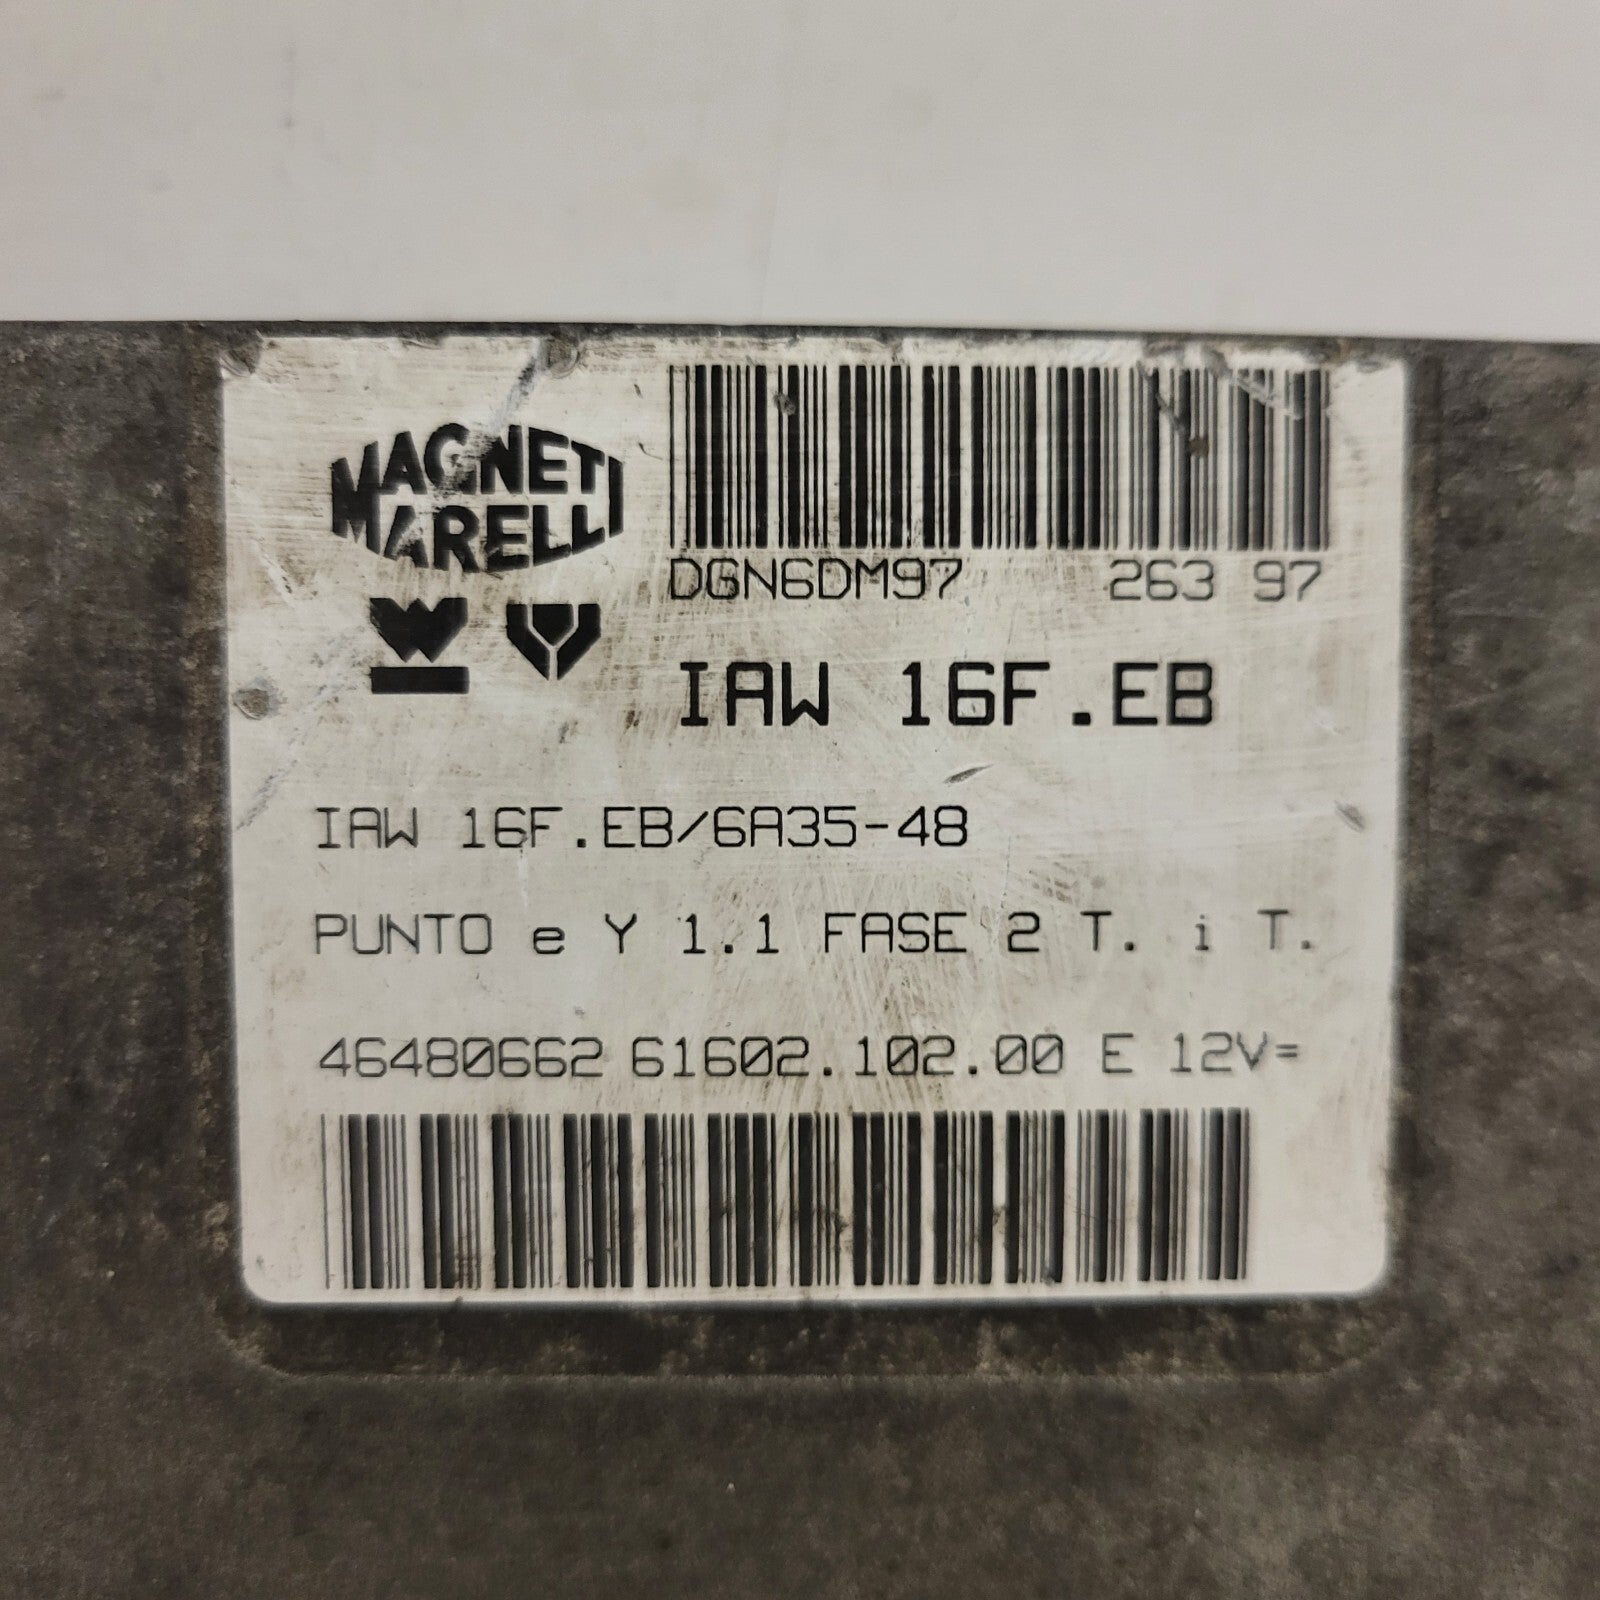 MAGNETI
MARELLI
DGN6DM97 263 97
IAW 16F.EB
IAW 16F.EB/6A35-48
PUNTO e Y 1.1 FASE 2 T. i T.
46480662 61602.102.00 E 12V=